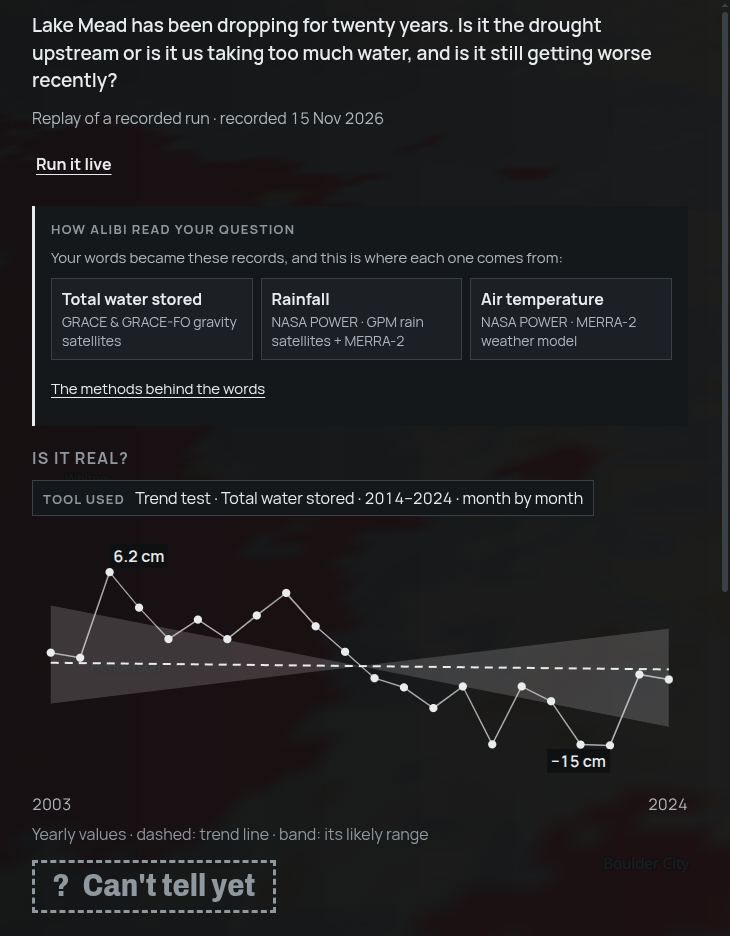 Lake Mead has been dropping for twenty years. Is it the drought
upstream or is it us taking too much water, and is it still getting worse
recently?
Replay of a recorded run · recorded 15 Nov 2026
Run it live
HOW ALIBI READ YOUR QUESTION
Your words became these records, and this is where each one comes from:
Total water stored
GRACE & GRACE-FO gravity
satellites
Rainfall
NASA POWER · GPM rain
satellites + MERRA-2
Air temperature
NASA POWER · MERRA-2
weather model
The methods behind the words
IS IT REAL?
TOOL USED Trend test · Total water stored · 2014–2024 · month by month
6.2 cm
−15 cm
2003
2024
Yearly values · dashed: trend line · band: its likely range
Boulder City
? Can't tell yet